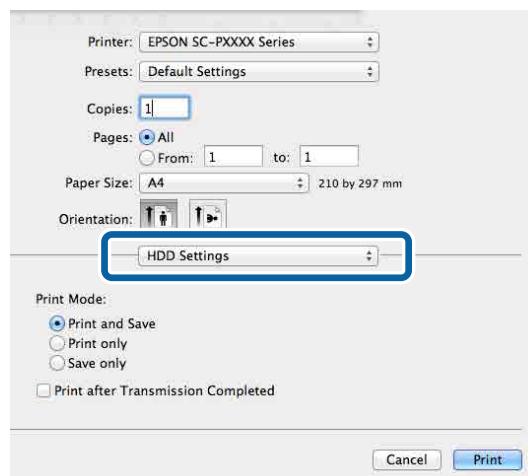 Printer: EPSON SC-PXXXX Series
Presets: Default Settings
Copies: 1
Pages: All
From: 1 to: 1
Paper Size: A4 210 by 297 mm
Orientation:
HDD Settings
Print Mode:
Print and Save
Print only
Save only
Print after Transmission Completed
Cancel Print